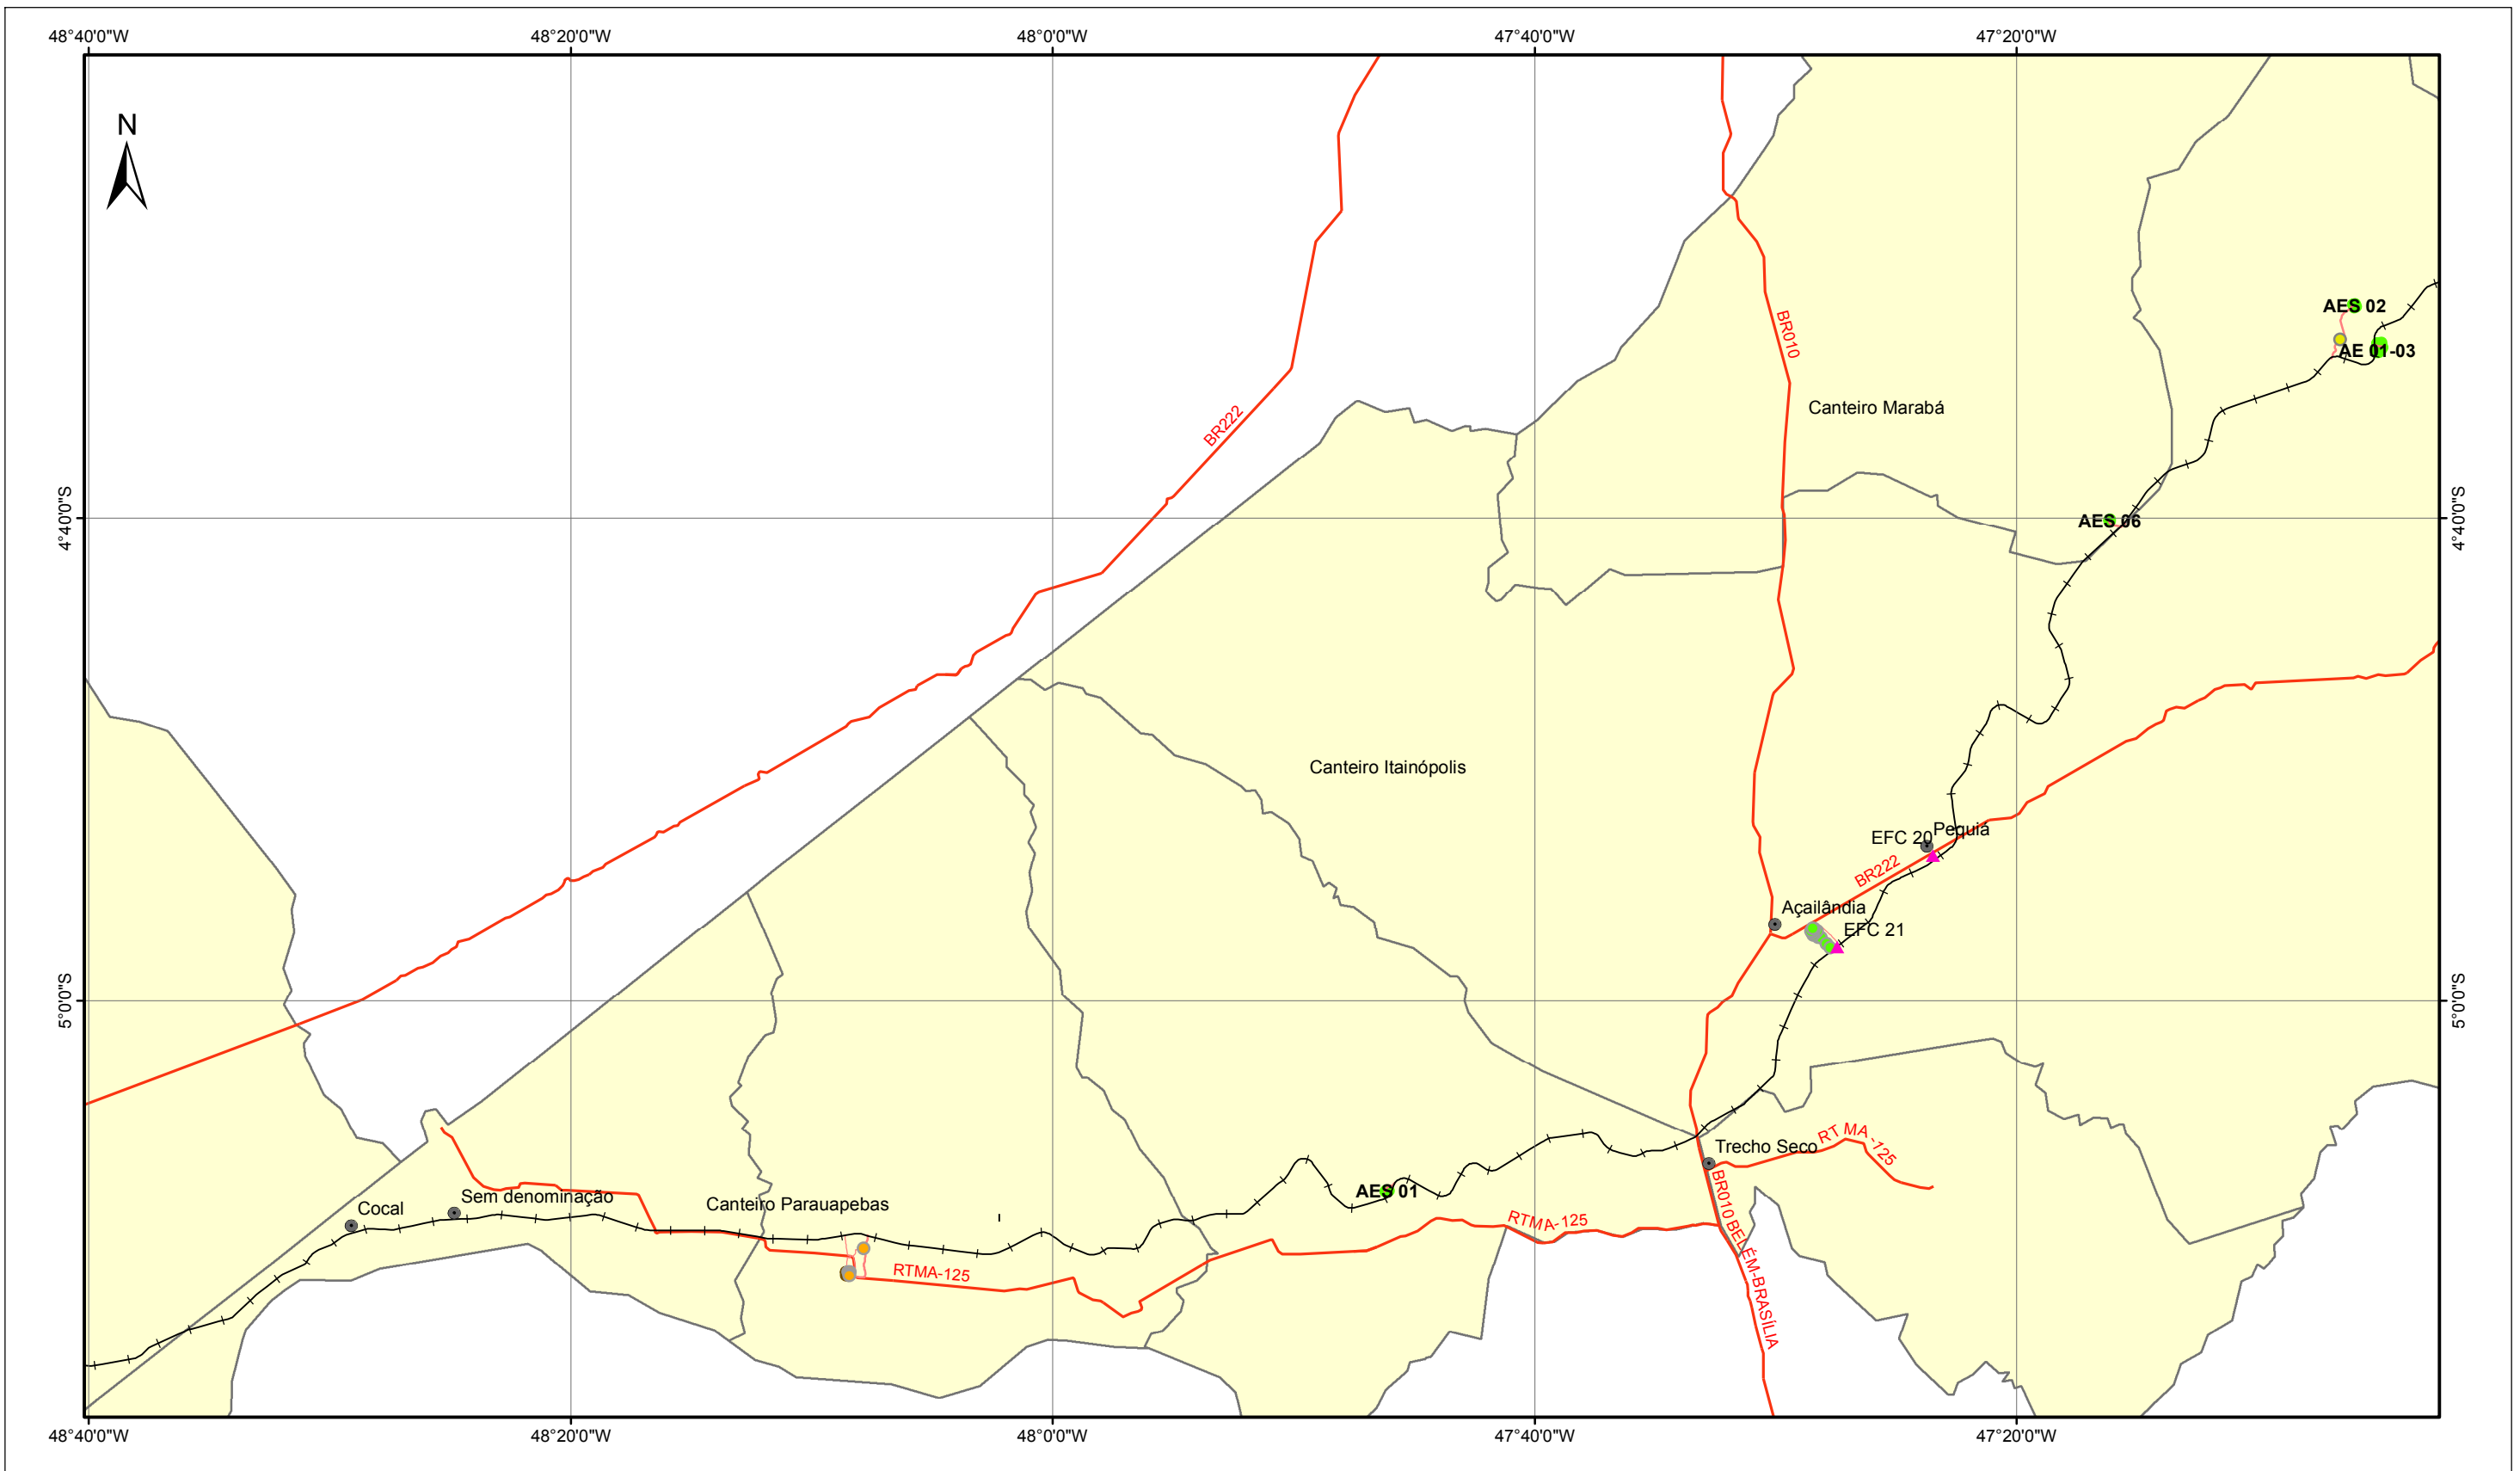 48°40'0"W
48°20'0"W
48°0'0"W
47°40'0"W
47°20'0"W
N
AES 02
BR010
AE 01-03
Canteiro Marabá
BR222
4°40'0"S
4°40'0"S
AES 06
Canteiro Itainópolis
EFC 20
Pequia
BR222
Açailândia
EFC 21
5°0'0"S
5°0'0"S
RT MA -125
Trecho Seco
AES 01
Sem denominação
Canteiro Parauapebas
Cocal
RTMA-125
BR010 BELÉM-BRASÍLIA
RTMA-125
48°40'0"W
48°20'0"W
48°0'0"W
47°40'0"W
47°20'0"W